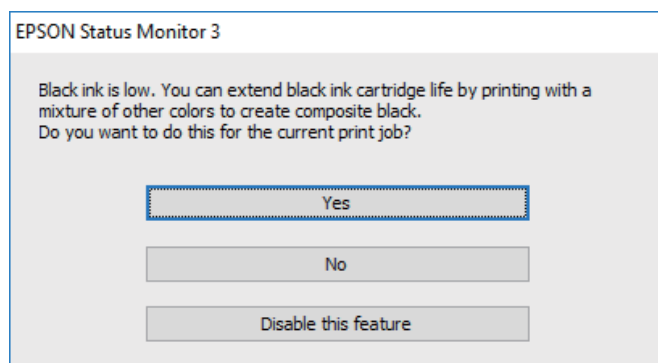 EPSON Status Monitor 3
Black ink is low. You can extend black ink cartridge life by printing with a
mixture of other colors to create composite black.
Do you want to do this for the current print job?
Yes
No
Disable this feature